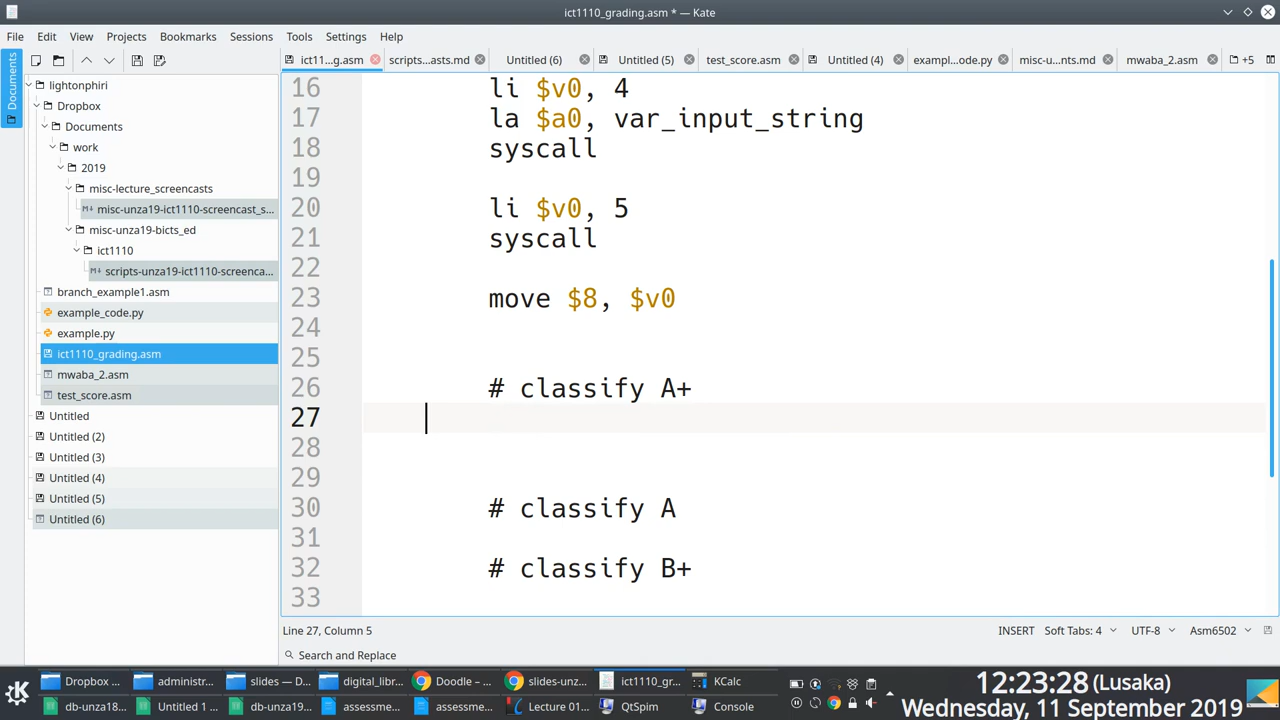 ict1110_grading.asm * — Kate
File Edit View Projects Bookmarks Sessions Tools Settings Help
Documents
ict11...g.asm scripts...asts.md Untitled (6) Untitled (5) test_score.asm Untitled (4) exampl...ode.py misc-u...nts.md mwaba_2.asm +5
lightonphiri
Dropbox
Documents
work
2019
misc-lecture_screencasts
misc-unza19-ict1110-screencast_s...
misc-unza19-bicts_ed
ict1110
scripts-unza19-ict1110-screenca...
branch_example1.asm
example_code.py
example.py
ict1110_grading.asm
mwaba_2.asm
test_score.asm
Untitled
Untitled (2)
Untitled (3)
Untitled (4)
Untitled (5)
Untitled (6)
16 li $v0, 4
17 la $a0, var_input_string
18 syscall
19
20 li $v0, 5
21 syscall
22
23 move $8, $v0
24
25
26 # classify A+
27
28
29
30 # classify A
31
32 # classify B+
33
Line 27, Column 5 INSERT Soft Tabs: 4 UTF-8 Asm6502
Search and Replace
Dropbox ... administr... slides — D... digital_libr... Doodle – ... slides-unz... ict1110_gr... KCalc
db-unza18... Untitled 1 ... db-unza19... assessme... assessme... Lecture 01... QtSpim Console
12:23:28 (Lusaka)
Wednesday, 11 September 2019